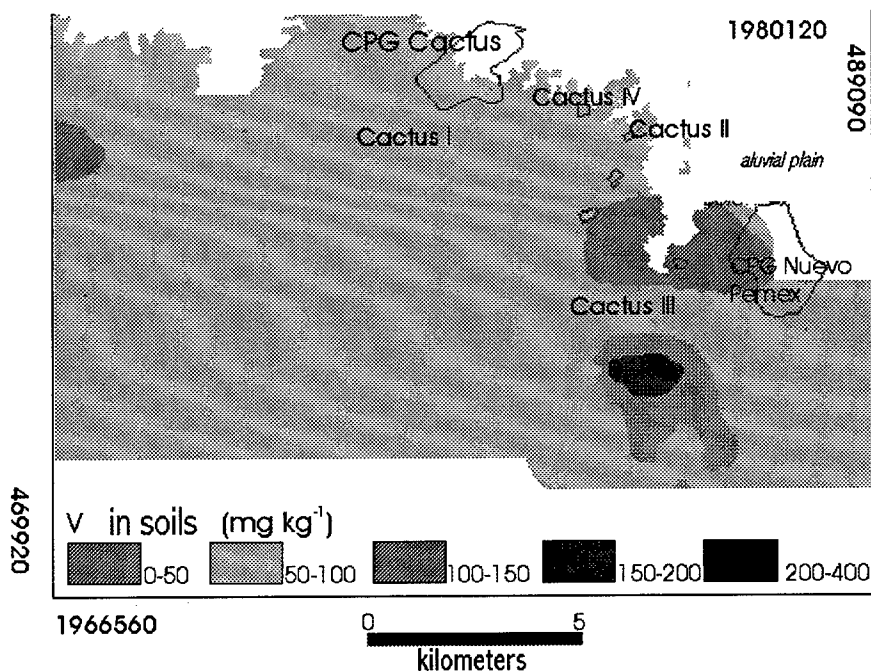 CPG Cactus
1980120
489090
Cactus IV
Cactus I
Cactus II
aluvial plain
CPG Nuevo
Pemex
Cactus III
469920
V in soils (mg kg-1)
0-50
50-100
100-150
150-200
200-400
1966560
0 5
kilometers